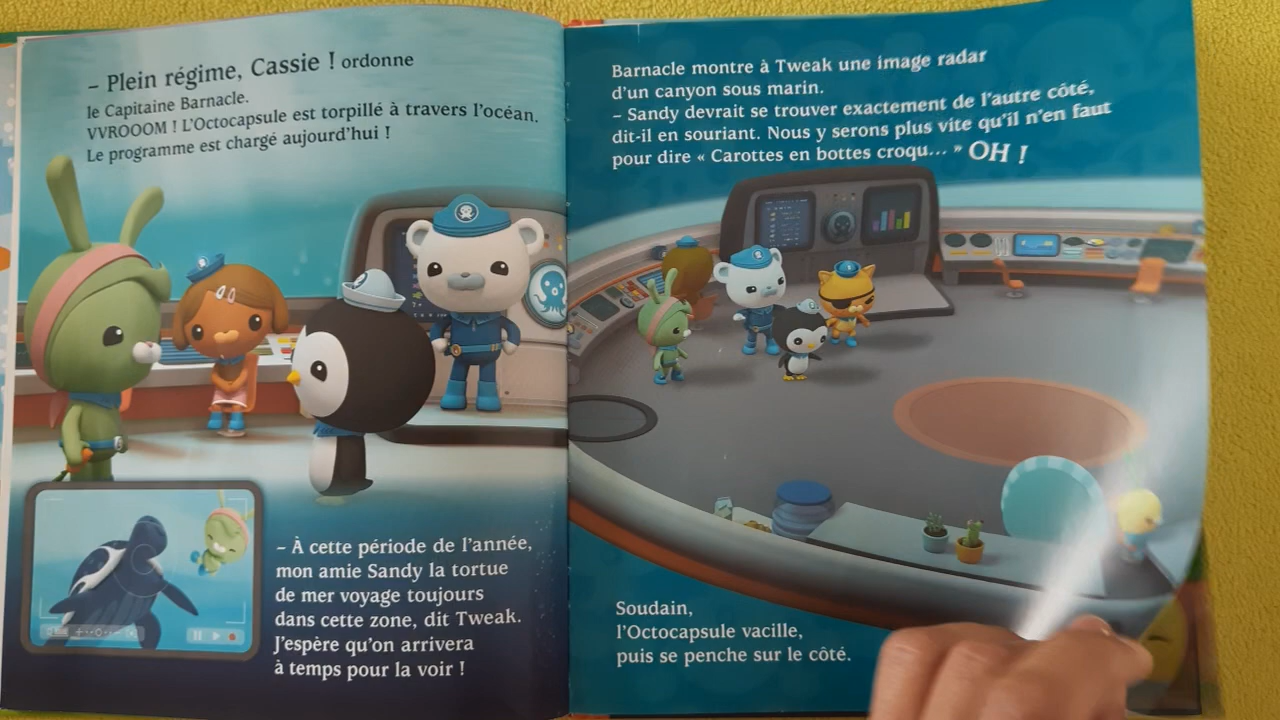 – Plein régime, Cassie ! ordonne
le Capitaine Barnacle.
VVROOOM ! L'Octocapsule est torpillé à travers l'océan.
Le programme est chargé aujourd'hui !
– À cette période de l'année,
mon amie Sandy la tortue
de mer voyage toujours
dans cette zone, dit Tweak.
J'espère qu'on arrivera
à temps pour la voir !
Barnacle montre à Tweak une image radar
d'un canyon sous marin.
– Sandy devrait se trouver exactement de l'autre côté,
dit-il en souriant. Nous y serons plus vite qu'il n'en faut
pour dire « Carottes en bottes croqu... » OH !
Soudain,
l'Octocapsule vacille,
puis se penche sur le côté.